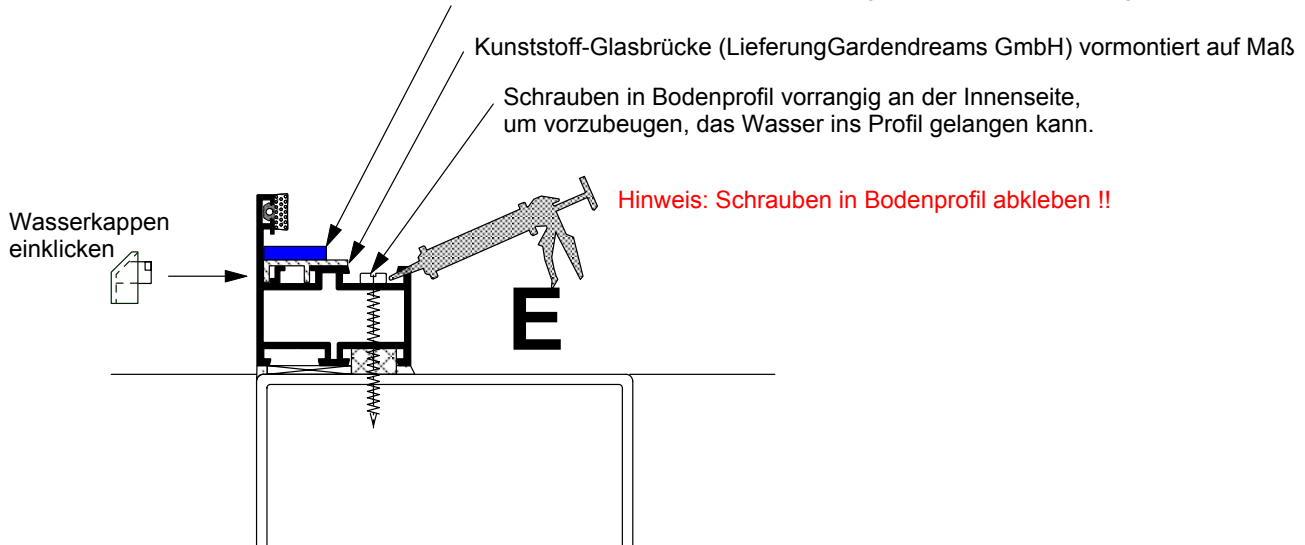 Kunststoff-Glasbrücke (LieferungGardendreams GmbH) vormontiert auf Maß
Schrauben in Bodenprofil vorrangig an der Innenseite,
um vorzubeugen, das Wasser ins Profil gelangen kann.
Hinweis: Schrauben in Bodenprofil abkleben !!
Wasserkappen
einklicken
E